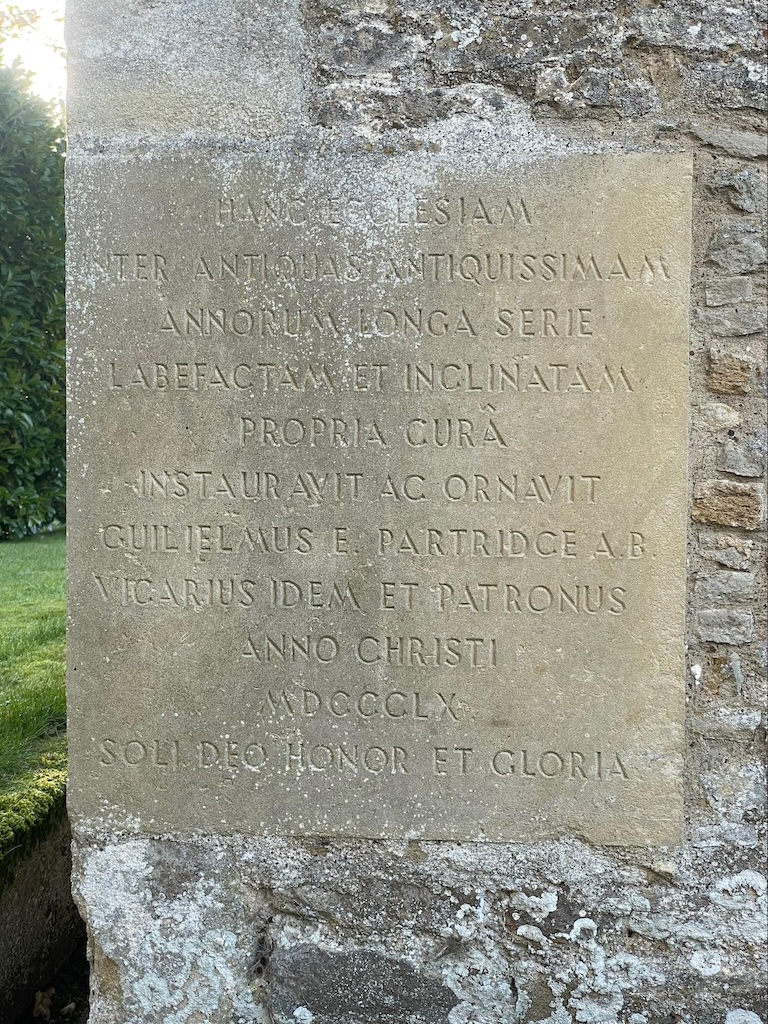 HANC ECCLESIAM
INTER ANTIQUAS ANTIQUISSIMAM
ANNORUM LONGA SERIE
LABEFACTAM ET INCLINATAM
PROPRIA CURÂ
INSTAURAVIT AC ORNAVIT
GUILIELMUS E. PARTRIDGE A.B.
VICARIUS IDEM ET PATRONUS
ANNO CHRISTI
MDCCCLX
SOLI DEO HONOR ET GLORIA